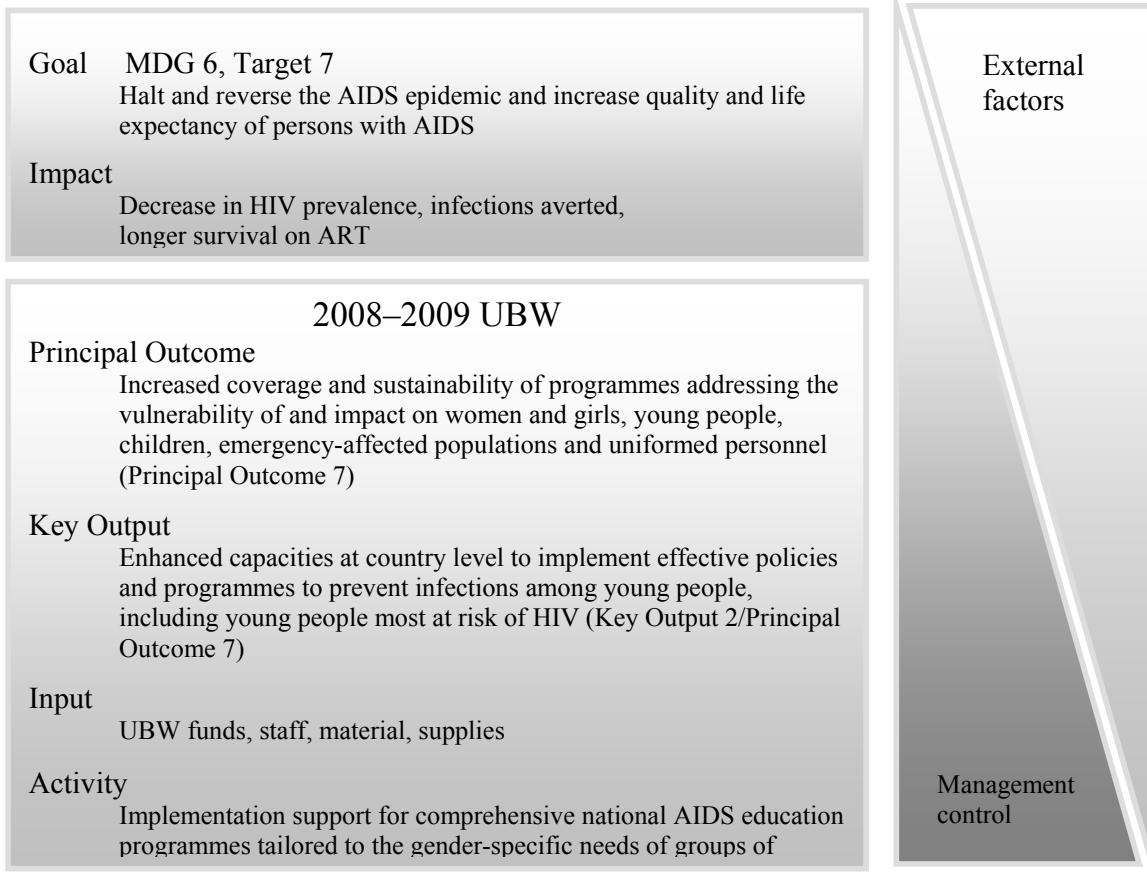 Goal MDG 6, Target 7
Halt and reverse the AIDS epidemic and increase quality and life
expectancy of persons with AIDS
Impact
Decrease in HIV prevalence, infections averted,
longer survival on ART
2008–2009 UBW
Principal Outcome
Increased coverage and sustainability of programmes addressing the
vulnerability of and impact on women and girls, young people,
children, emergency-affected populations and uniformed personnel
(Principal Outcome 7)
Key Output
Enhanced capacities at country level to implement effective policies
and programmes to prevent infections among young people,
including young people most at risk of HIV (Key Output 2/Principal
Outcome 7)
Input
UBW funds, staff, material, supplies
Activity
Implementation support for comprehensive national AIDS education
programmes tailored to the gender-specific needs of groups of
External
factors
Management
control